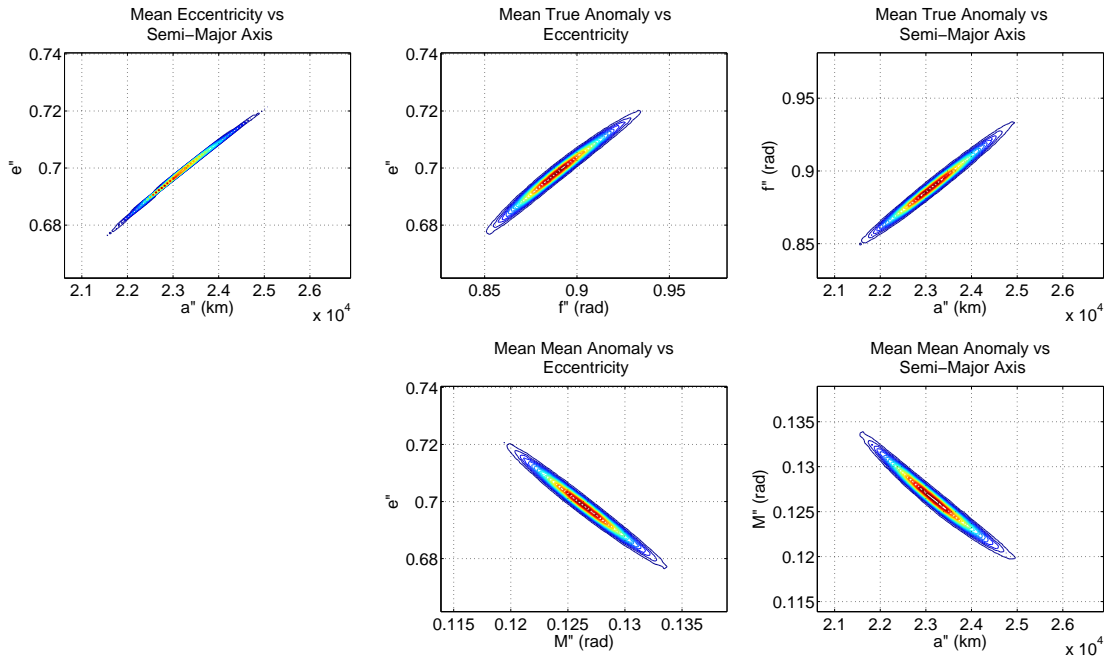 Mean Eccentricity vs
Semi−Major Axis
0.74
0.72
0.7
0.68
e"
2.1 2.2 2.3 2.4 2.5 2.6
a" (km)
x 10^4
Mean True Anomaly vs
Eccentricity
0.74
0.72
0.7
0.68
e"
0.85 0.9 0.95
f" (rad)
Mean True Anomaly vs
Semi−Major Axis
0.95
0.9
0.85
f" (rad)
2.1 2.2 2.3 2.4 2.5 2.6
a" (km)
x 10^4
Mean Mean Anomaly vs
Eccentricity
0.74
0.72
0.7
0.68
e"
0.115 0.12 0.125 0.13 0.135
M" (rad)
Mean Mean Anomaly vs
Semi−Major Axis
0.135
0.13
0.125
0.12
0.115
M" (rad)
2.1 2.2 2.3 2.4 2.5 2.6
a" (km)
x 10^4